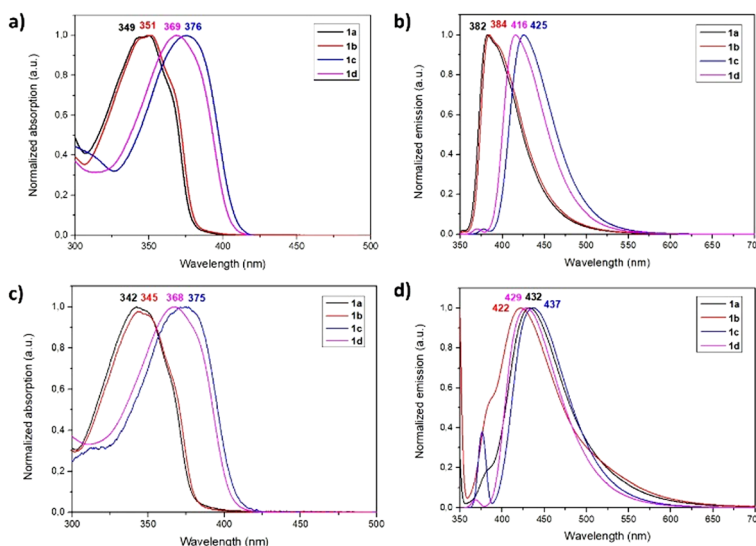 a)
349 351 369 376
1a
1b
1c
1d
1,0
0,8
0,6
0,4
0,2
0,0
Normalized absorption (a.u.)
300 350 400 450 500
Wavelength (nm)
b)
382 384 416 425
1a
1b
1c
1d
1,0
0,8
0,6
0,4
0,2
0,0
Normalized emission (a.u.)
350 400 450 500 550 600 650 700
Wavelength (nm)
c)
342 345 368 375
1a
1b
1c
1d
1,0
0,8
0,6
0,4
0,2
0,0
Normalized absorption (a.u.)
300 350 400 450 500
Wavelength (nm)
d)
429 432
422 437
1a
1b
1c
1d
1,0
0,8
0,6
0,4
0,2
0,0
Normalized emission (a.u.)
350 400 450 500 550 600 650 700
Wavelength (nm)